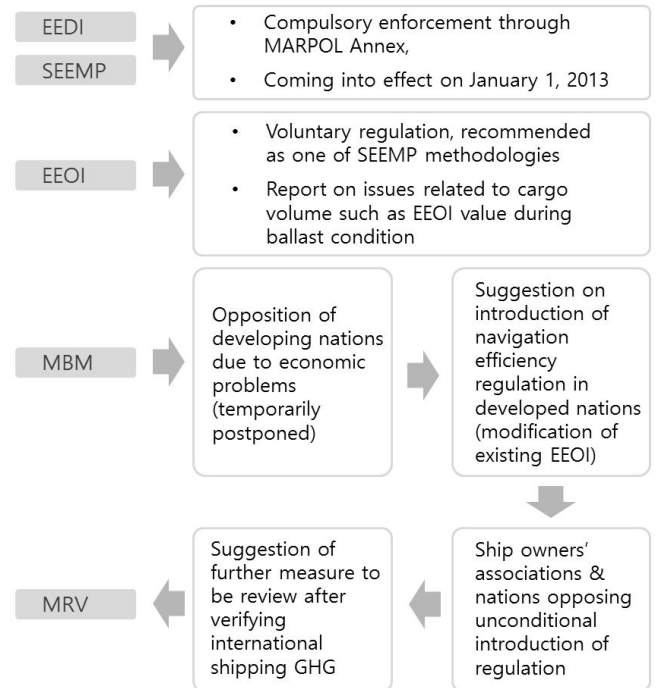 EEDI
SEEMP
• Compulsory enforcement through
MARPOL Annex,
• Coming into effect on January 1, 2013
EEOI
• Voluntary regulation, recommended
as one of SEEMP methodologies
• Report on issues related to cargo
volume such as EEOI value during
ballast condition
MBM
Opposition of
developing nations
due to economic
problems
(temporarily
postponed)
Suggestion on
introduction of
navigation
efficiency
regulation in
developed nations
(modification of
existing EEOI)
Ship owners’
associations &
nations opposing
unconditional
introduction of
regulation
Suggestion of
further measure to
be review after
verifying
international
shipping GHG
MRV